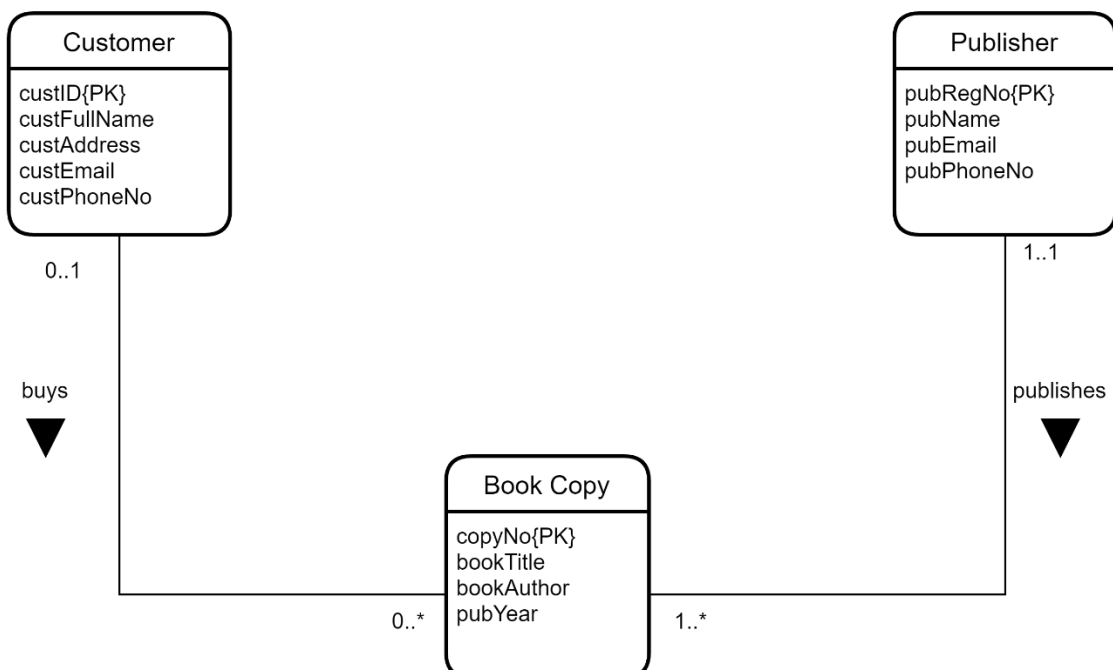 Customer
custID{PK}
custFullName
custAddress
custEmail
custPhoneNo
Publisher
pubRegNo{PK}
pubName
pubEmail
pubPhoneNo
0..1
1..1
buys
publishes
Book Copy
copyNo{PK}
bookTitle
bookAuthor
pubYear
0..*
1..*